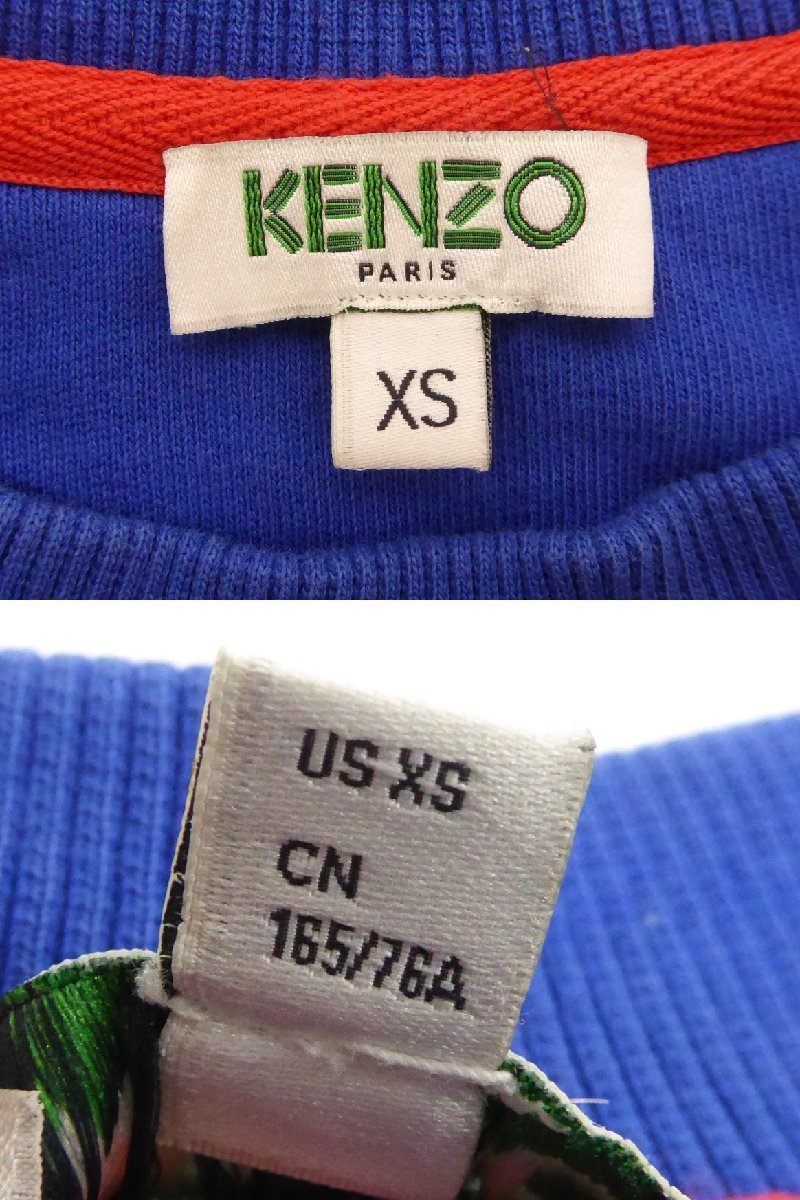 KENZO
PARIS
XS
US XS
CN
165/76A